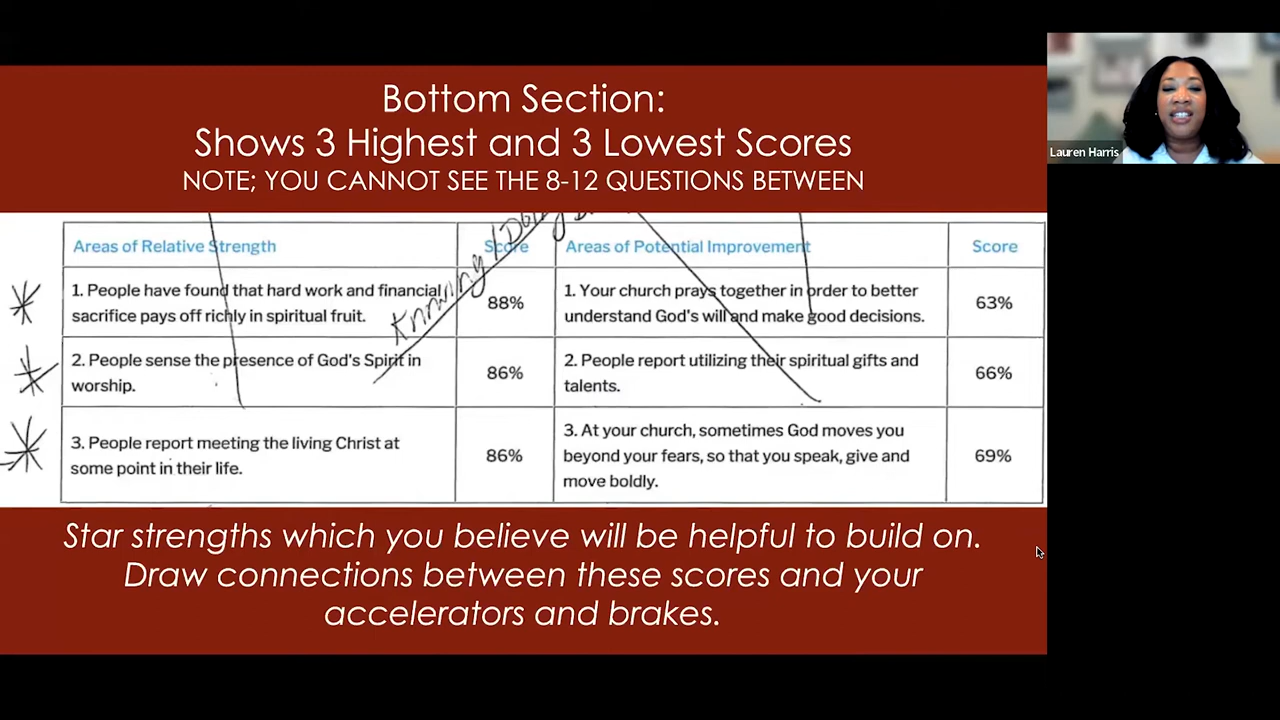 Bottom Section:
Shows 3 Highest and 3 Lowest Scores
NOTE; YOU CANNOT SEE THE 8-12 QUESTIONS BETWEEN
Lauren Harris
Areas of Relative Strength
Score
Areas of Potential Improvement
Score
Knowing / Doing
1. People have found that hard work and financial
sacrifice pays off richly in spiritual fruit.
88%
1. Your church prays together in order to better
understand God's will and make good decisions.
63%
2. People sense the presence of God's Spirit in
worship.
86%
2. People report utilizing their spiritual gifts and
talents.
66%
3. People report meeting the living Christ at
some point in their life.
86%
3. At your church, sometimes God moves you
beyond your fears, so that you speak, give and
move boldly.
69%
Star strengths which you believe will be helpful to build on.
Draw connections between these scores and your
accelerators and brakes.